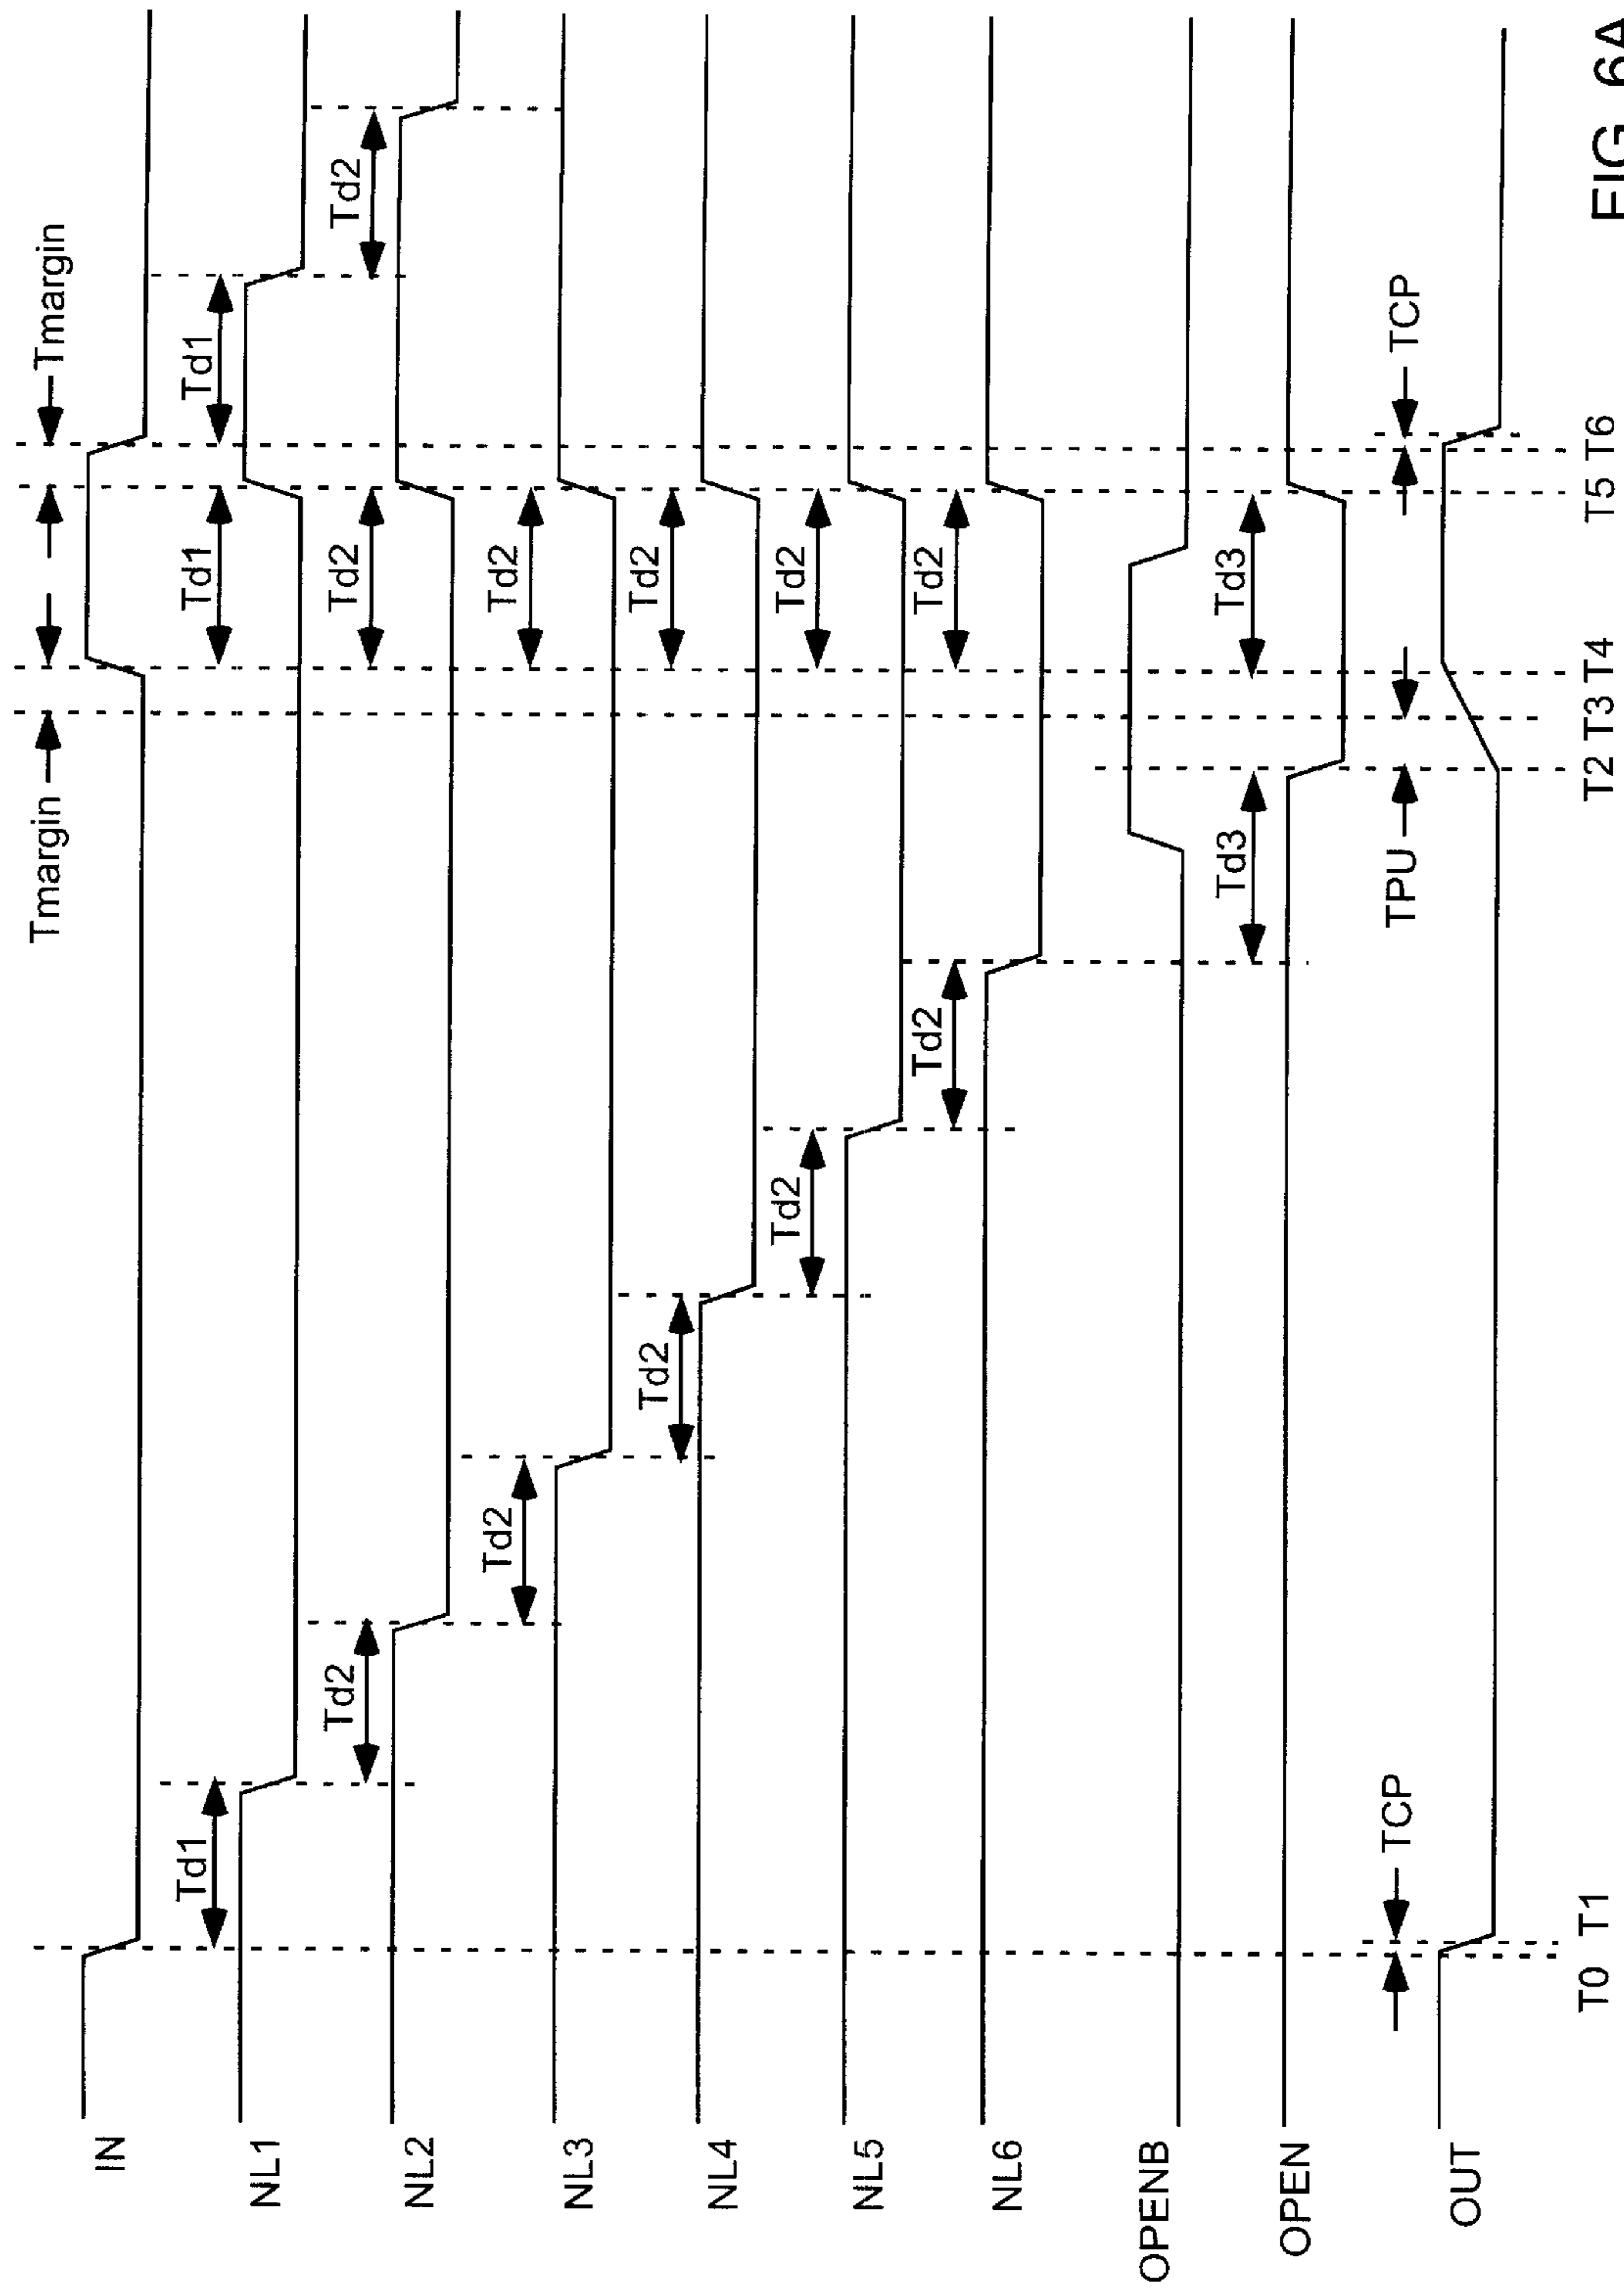 Tmargin Tmargin
IN
Td1 Td1 Td1
NL1
Td2 Td2 Td2
NL2
Td2 Td2
NL3
Td2 Td2
NL4
Td2 Td2
NL5
Td2 Td2
NL6
OPENB
Td3 Td3
OPEN
TCP TPU TCP
OUT
T0 T1 T2 T3 T4 T5 T6
FIG 6A